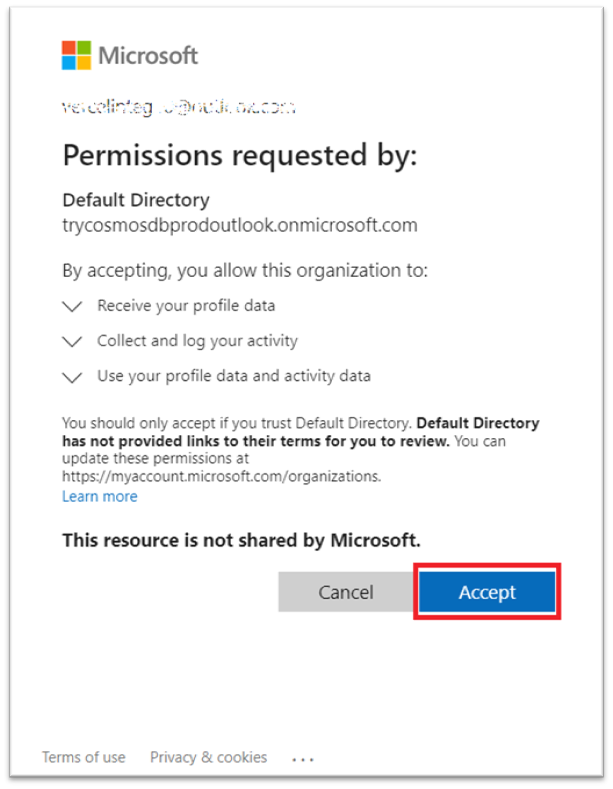 Microsoft
Permissions requested by:
Default Directory
trycosmosdbprodoutlook.onmicrosoft.com
By accepting, you allow this organization to:
Receive your profile data
Collect and log your activity
Use your profile data and activity data
You should only accept if you trust Default Directory. Default Directory
has not provided links to their terms for you to review. You can
update these permissions at
https://myaccount.microsoft.com/organizations.
Learn more
This resource is not shared by Microsoft.
Cancel Accept
Terms of use Privacy & cookies ...